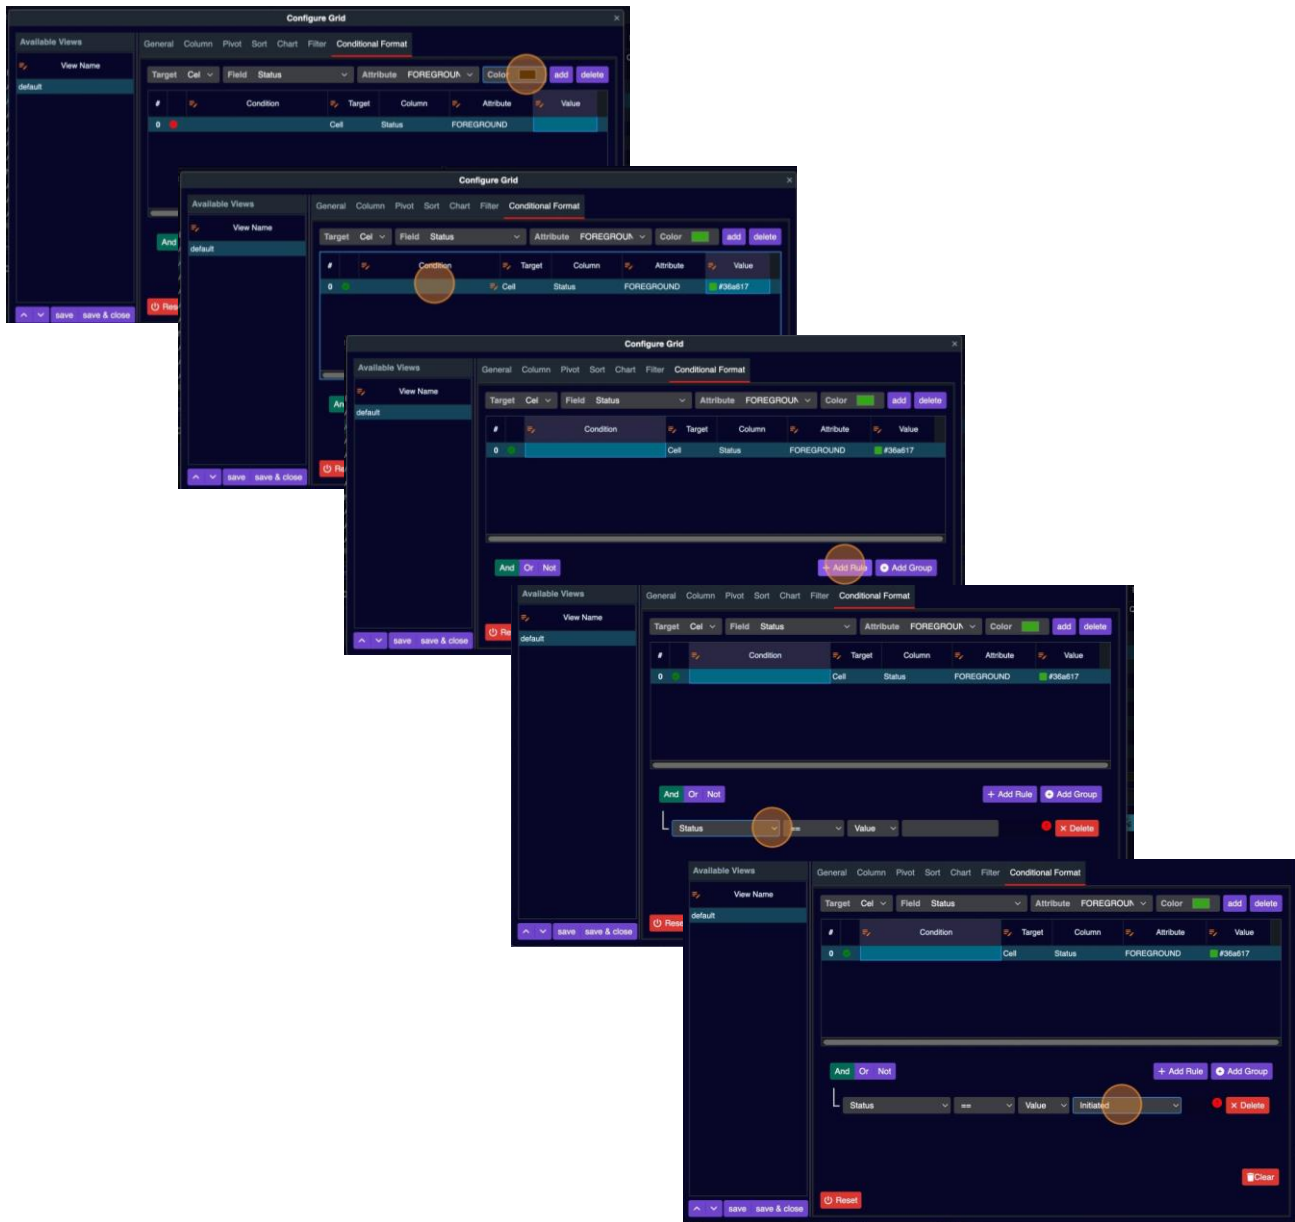 Configure Grid ×
Available Views
View Name
default
General Column Pivot Sort Chart Filter Conditional Format
Target Cel Field Status Attribute FOREGROUN Color add delete
# Condition Target Column Attribute Value
0 Cell Status FOREGROUND
And
Rese
save save & close
Configure Grid ×
Available Views
View Name
default
General Column Pivot Sort Chart Filter Conditional Format
Target Cel Field Status Attribute FOREGROUN Color add delete
# Condition Target Column Attribute Value
0 Cell Status FOREGROUND #36a617
An
Re
save save & close
Configure Grid ×
Available Views
View Name
default
General Column Pivot Sort Chart Filter Conditional Format
Target Cel Field Status Attribute FOREGROUN Color add delete
# Condition Target Column Attribute Value
0 Cell Status FOREGROUND #36a617
And Or Not + Add Rule Add Group
Re
save save & close
Available Views
View Name
default
General Column Pivot Sort Chart Filter Conditional Format
Target Cel Field Status Attribute FOREGROUN Color add delete
# Condition Target Column Attribute Value
0 Cell Status FOREGROUND #36a617
And Or Not + Add Rule Add Group
Status == Value × Delete
Rese
save save & close
Available Views
View Name
default
General Column Pivot Sort Chart Filter Conditional Format
Target Cel Field Status Attribute FOREGROUN Color add delete
# Condition Target Column Attribute Value
0 Cell Status FOREGROUND #36a617
And Or Not + Add Rule Add Group
Status == Value Initiated × Delete
Clear
Reset
save save & close